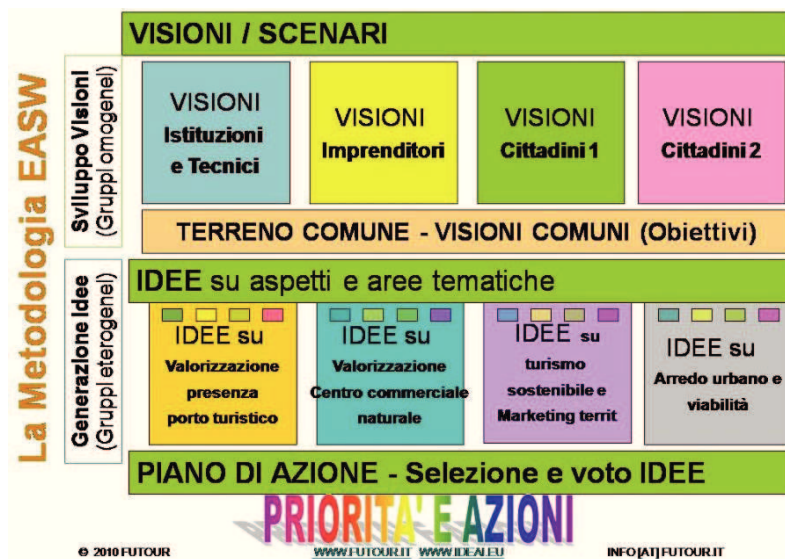 La Metodologia EASW
VISIONI / SCENARI
Sviluppo Visioni
(Gruppi omogenei)
VISIONI
Istituzioni
e Tecnici
VISIONI
Imprenditori
VISIONI
Cittadini 1
VISIONI
Cittadini 2
TERRENO COMUNE - VISIONI COMUNI (Obiettivi)
Generazione Idee
(Gruppi eterogenei)
IDEE su aspetti e aree tematiche
IDEE su
Valorizzazione
presenza
porto turistico
IDEE su
Valorizzazione
Centro commerciale
naturale
IDEE su
turismo
sostenibile e
Marketing territ
IDEE su
Arredo urbano e
viabilità
PIANO DI AZIONE - Selezione e voto IDEE
PRIORITA' E AZIONI
© 2010 FUTOUR
WWW.FUTOUR.IT WWW.IDEAI.EU
INFO[AT]FUTOUR.IT